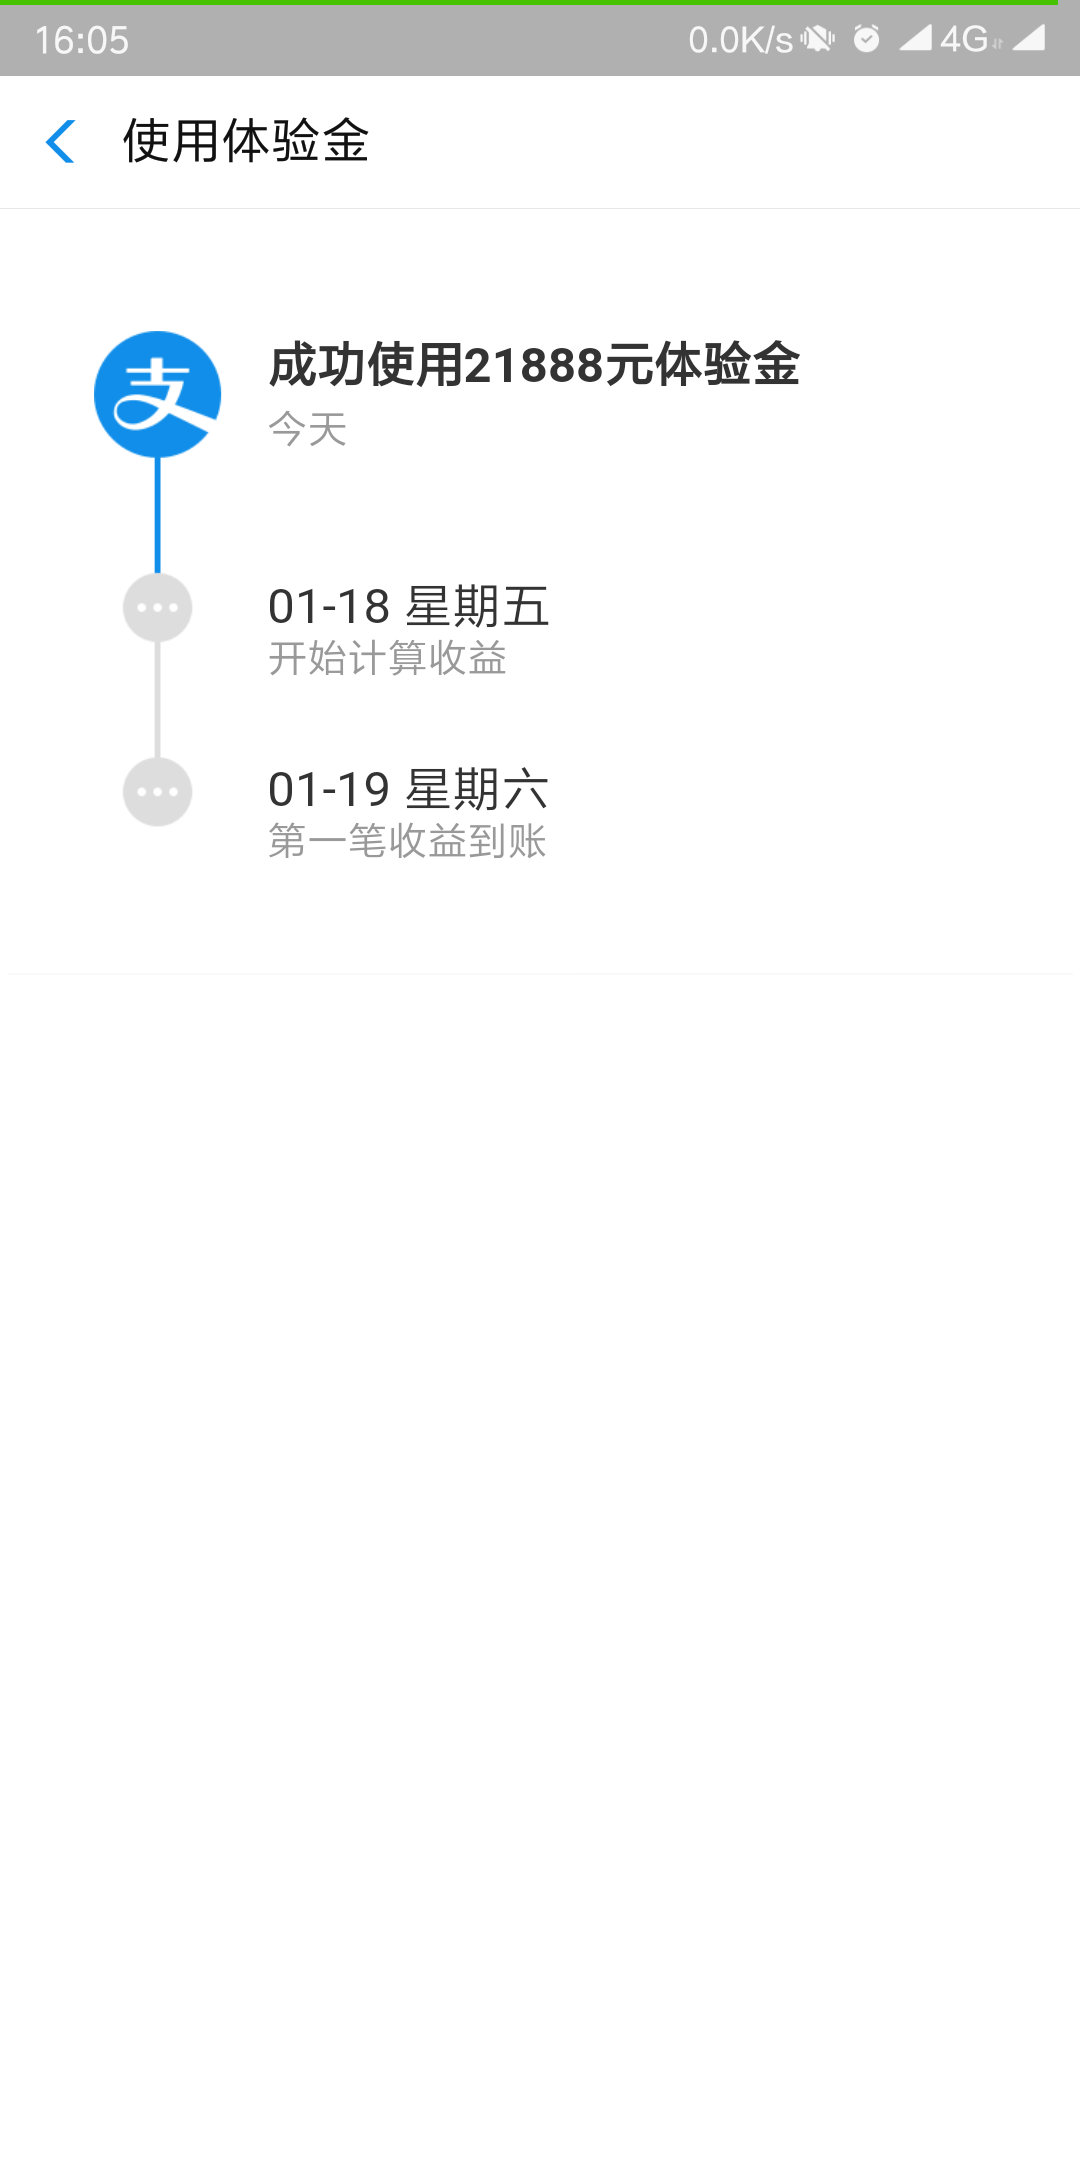 16:05
0.0K/s 4G
使用体验金
支
成功使用21888元体验金
今天
01-18 星期五
开始计算收益
01-19 星期六
第一笔收益到账